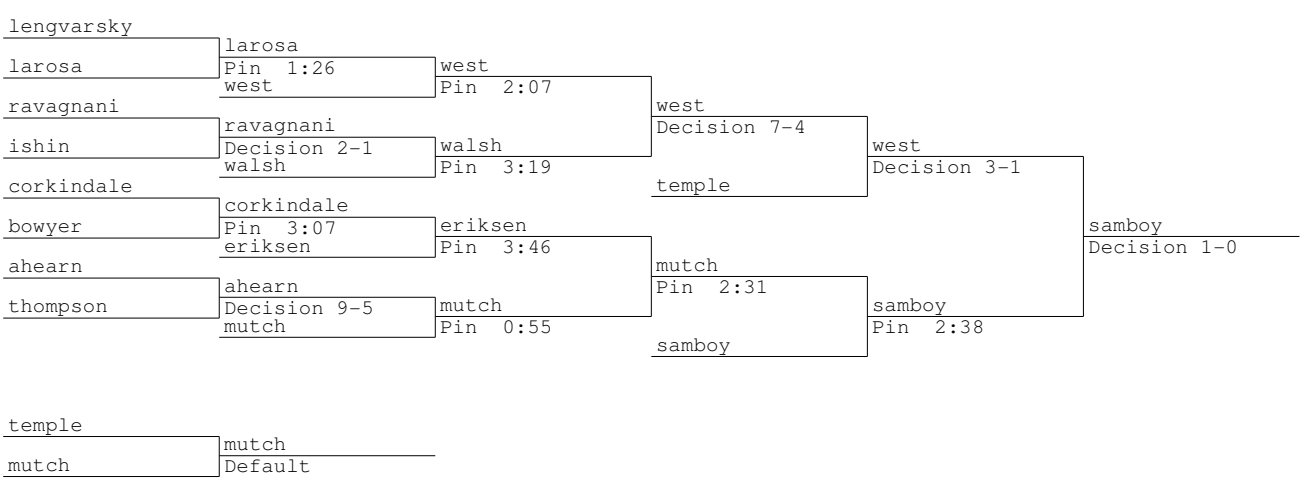 lengvarsky
larosa
larosa
Pin 1:26
west
west
Pin 2:07
ravagnani
west
Decision 7-4
ravagnani
ishin
Decision 2-1
walsh
west
walsh
Pin 3:19
Decision 3-1
corkindale
temple
corkindale
bowyer
Pin 3:07
eriksen
samboy
eriksen
Pin 3:46
Decision 1-0
ahearn
mutch
ahearn
Pin 2:31
thompson
Decision 9-5
mutch
samboy
mutch
Pin 0:55
Pin 2:38
samboy
temple
mutch
mutch
Default